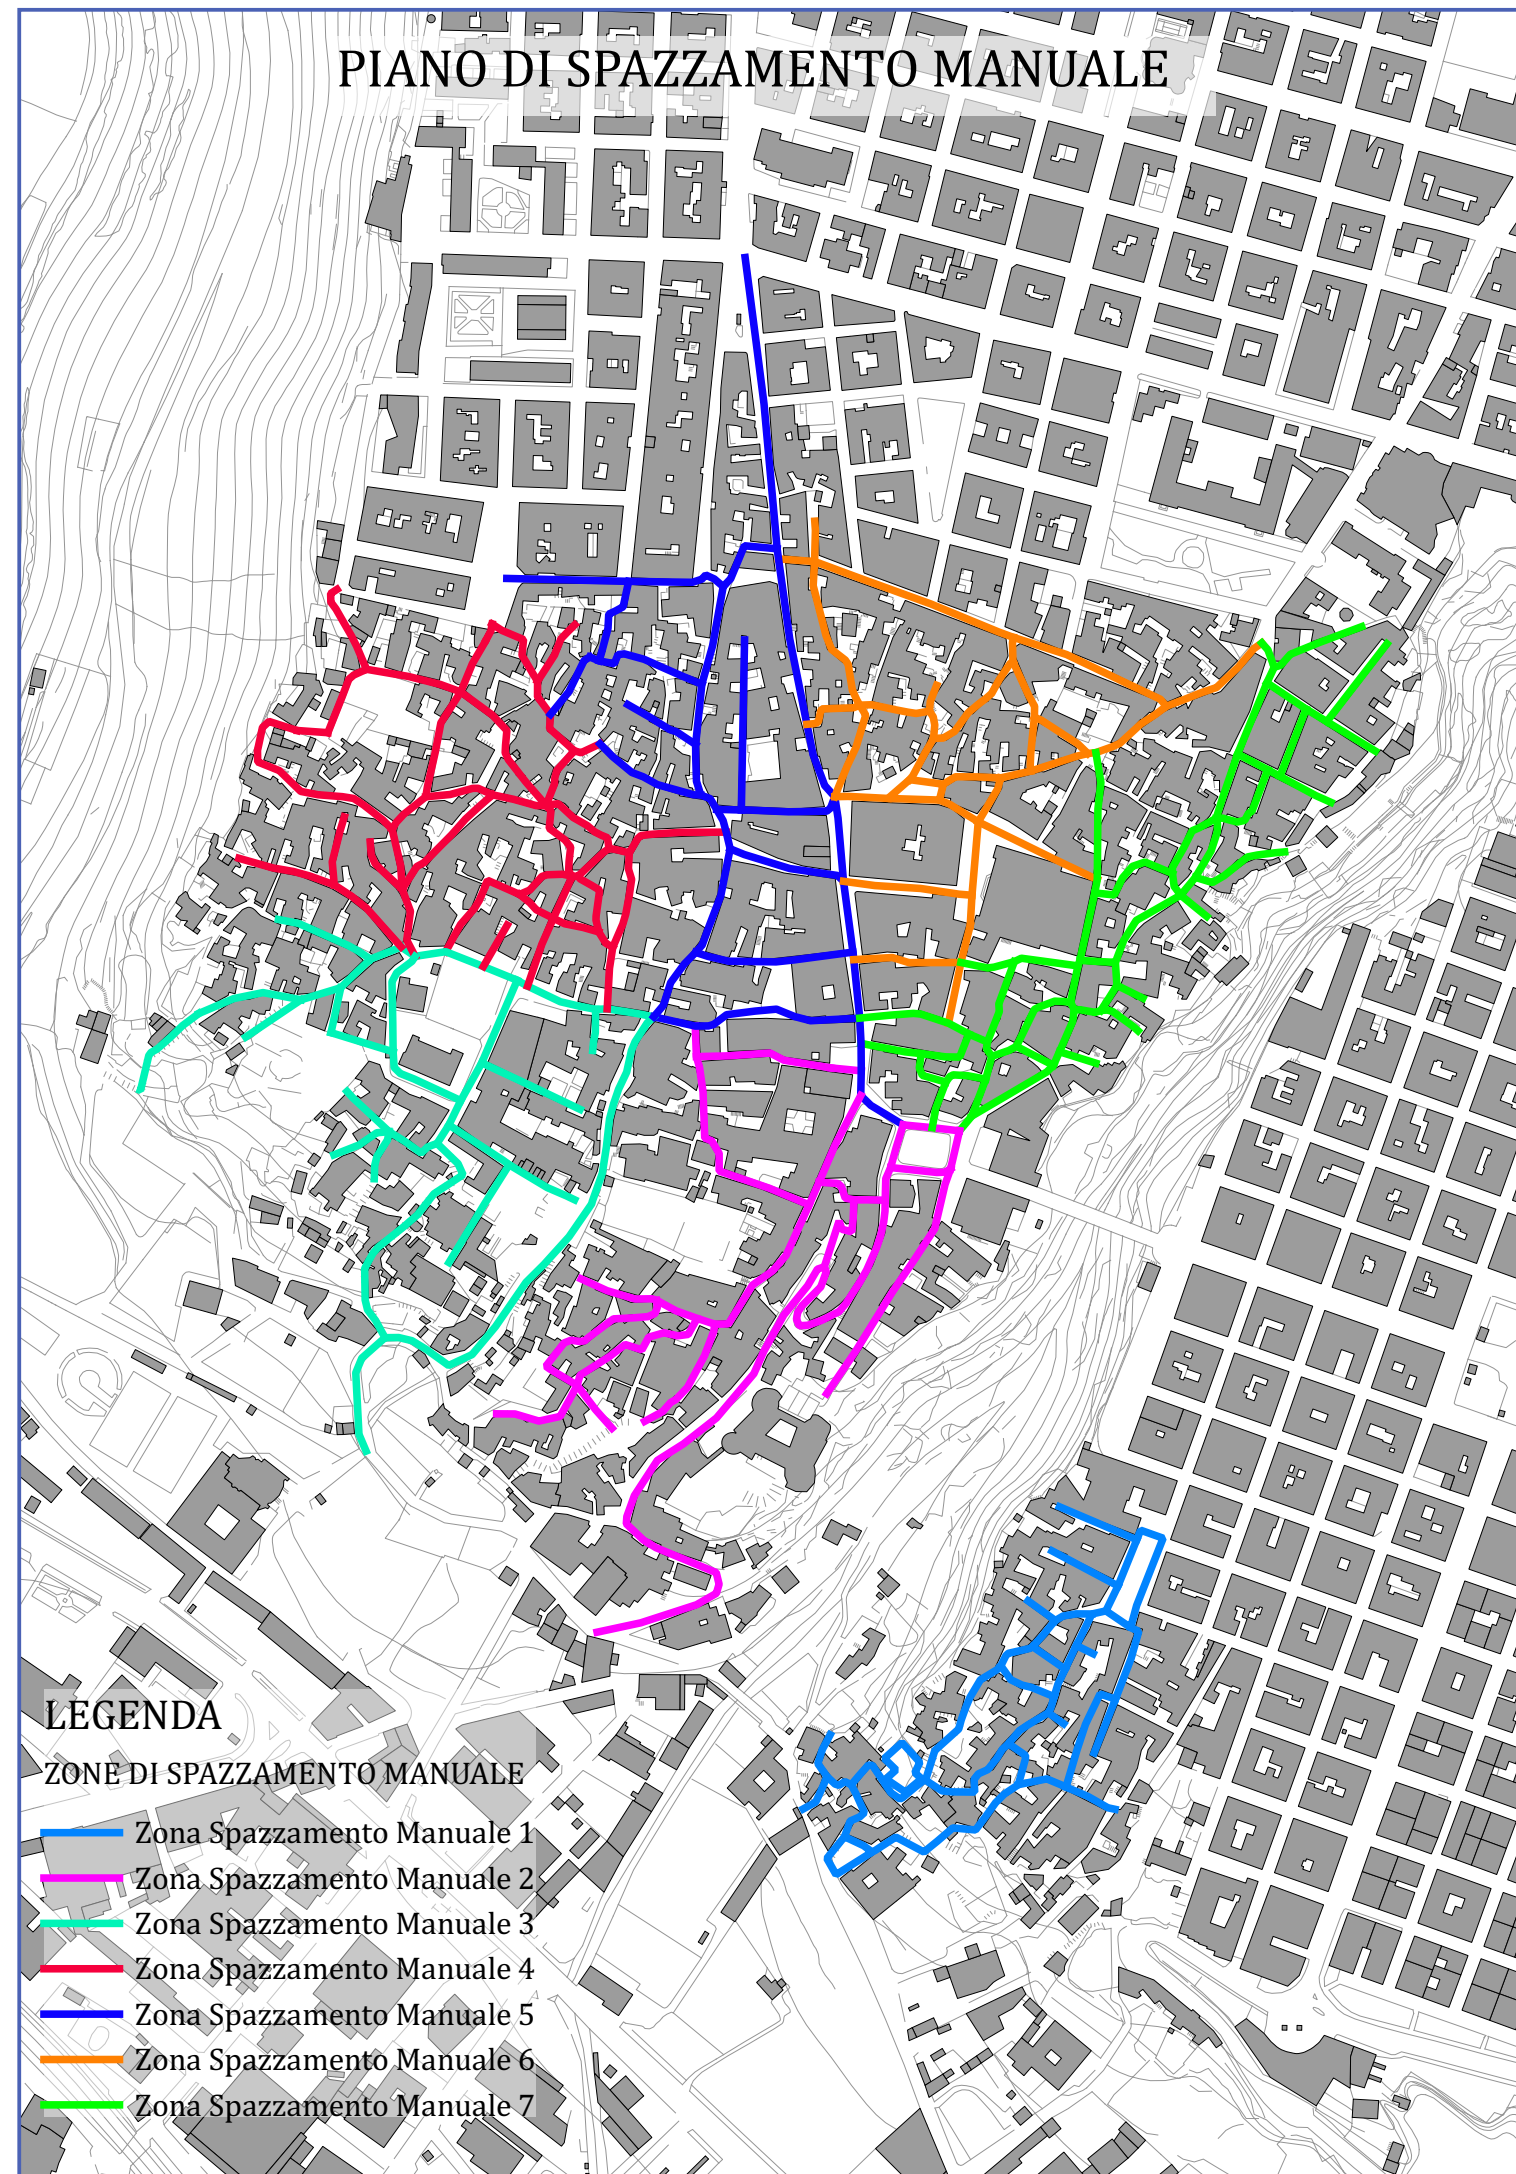 PIANO DI SPAZZAMENTO MANUALE
LEGENDA
ZONE DI SPAZZAMENTO MANUALE
Zona Spazzamento Manuale 1
Zona Spazzamento Manuale 2
Zona Spazzamento Manuale 3
Zona Spazzamento Manuale 4
Zona Spazzamento Manuale 5
Zona Spazzamento Manuale 6
Zona Spazzamento Manuale 7